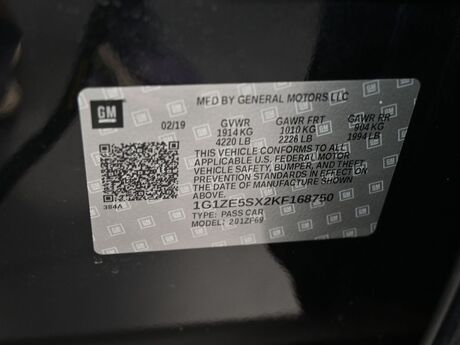 GM
MFD BY GENERAL MOTORS LLC
02/19 GVWR GAWR FRT GAWR RR
1914 KG 1010 KG 904 KG
4220 LB 2226 LB 1994 LB
THIS VEHICLE CONFORMS TO ALL
APPLICABLE U.S. FEDERAL MOTOR
VEHICLE SAFETY, BUMPER, AND THEFT
PREVENTION STANDARDS IN EFFECT ON
THE DATE OF MANUFACTURE SHOWN
ABOVE.
384A 1G1ZE5SX2KF168750
TYPE: PASS CAR
MODEL: 201ZF69